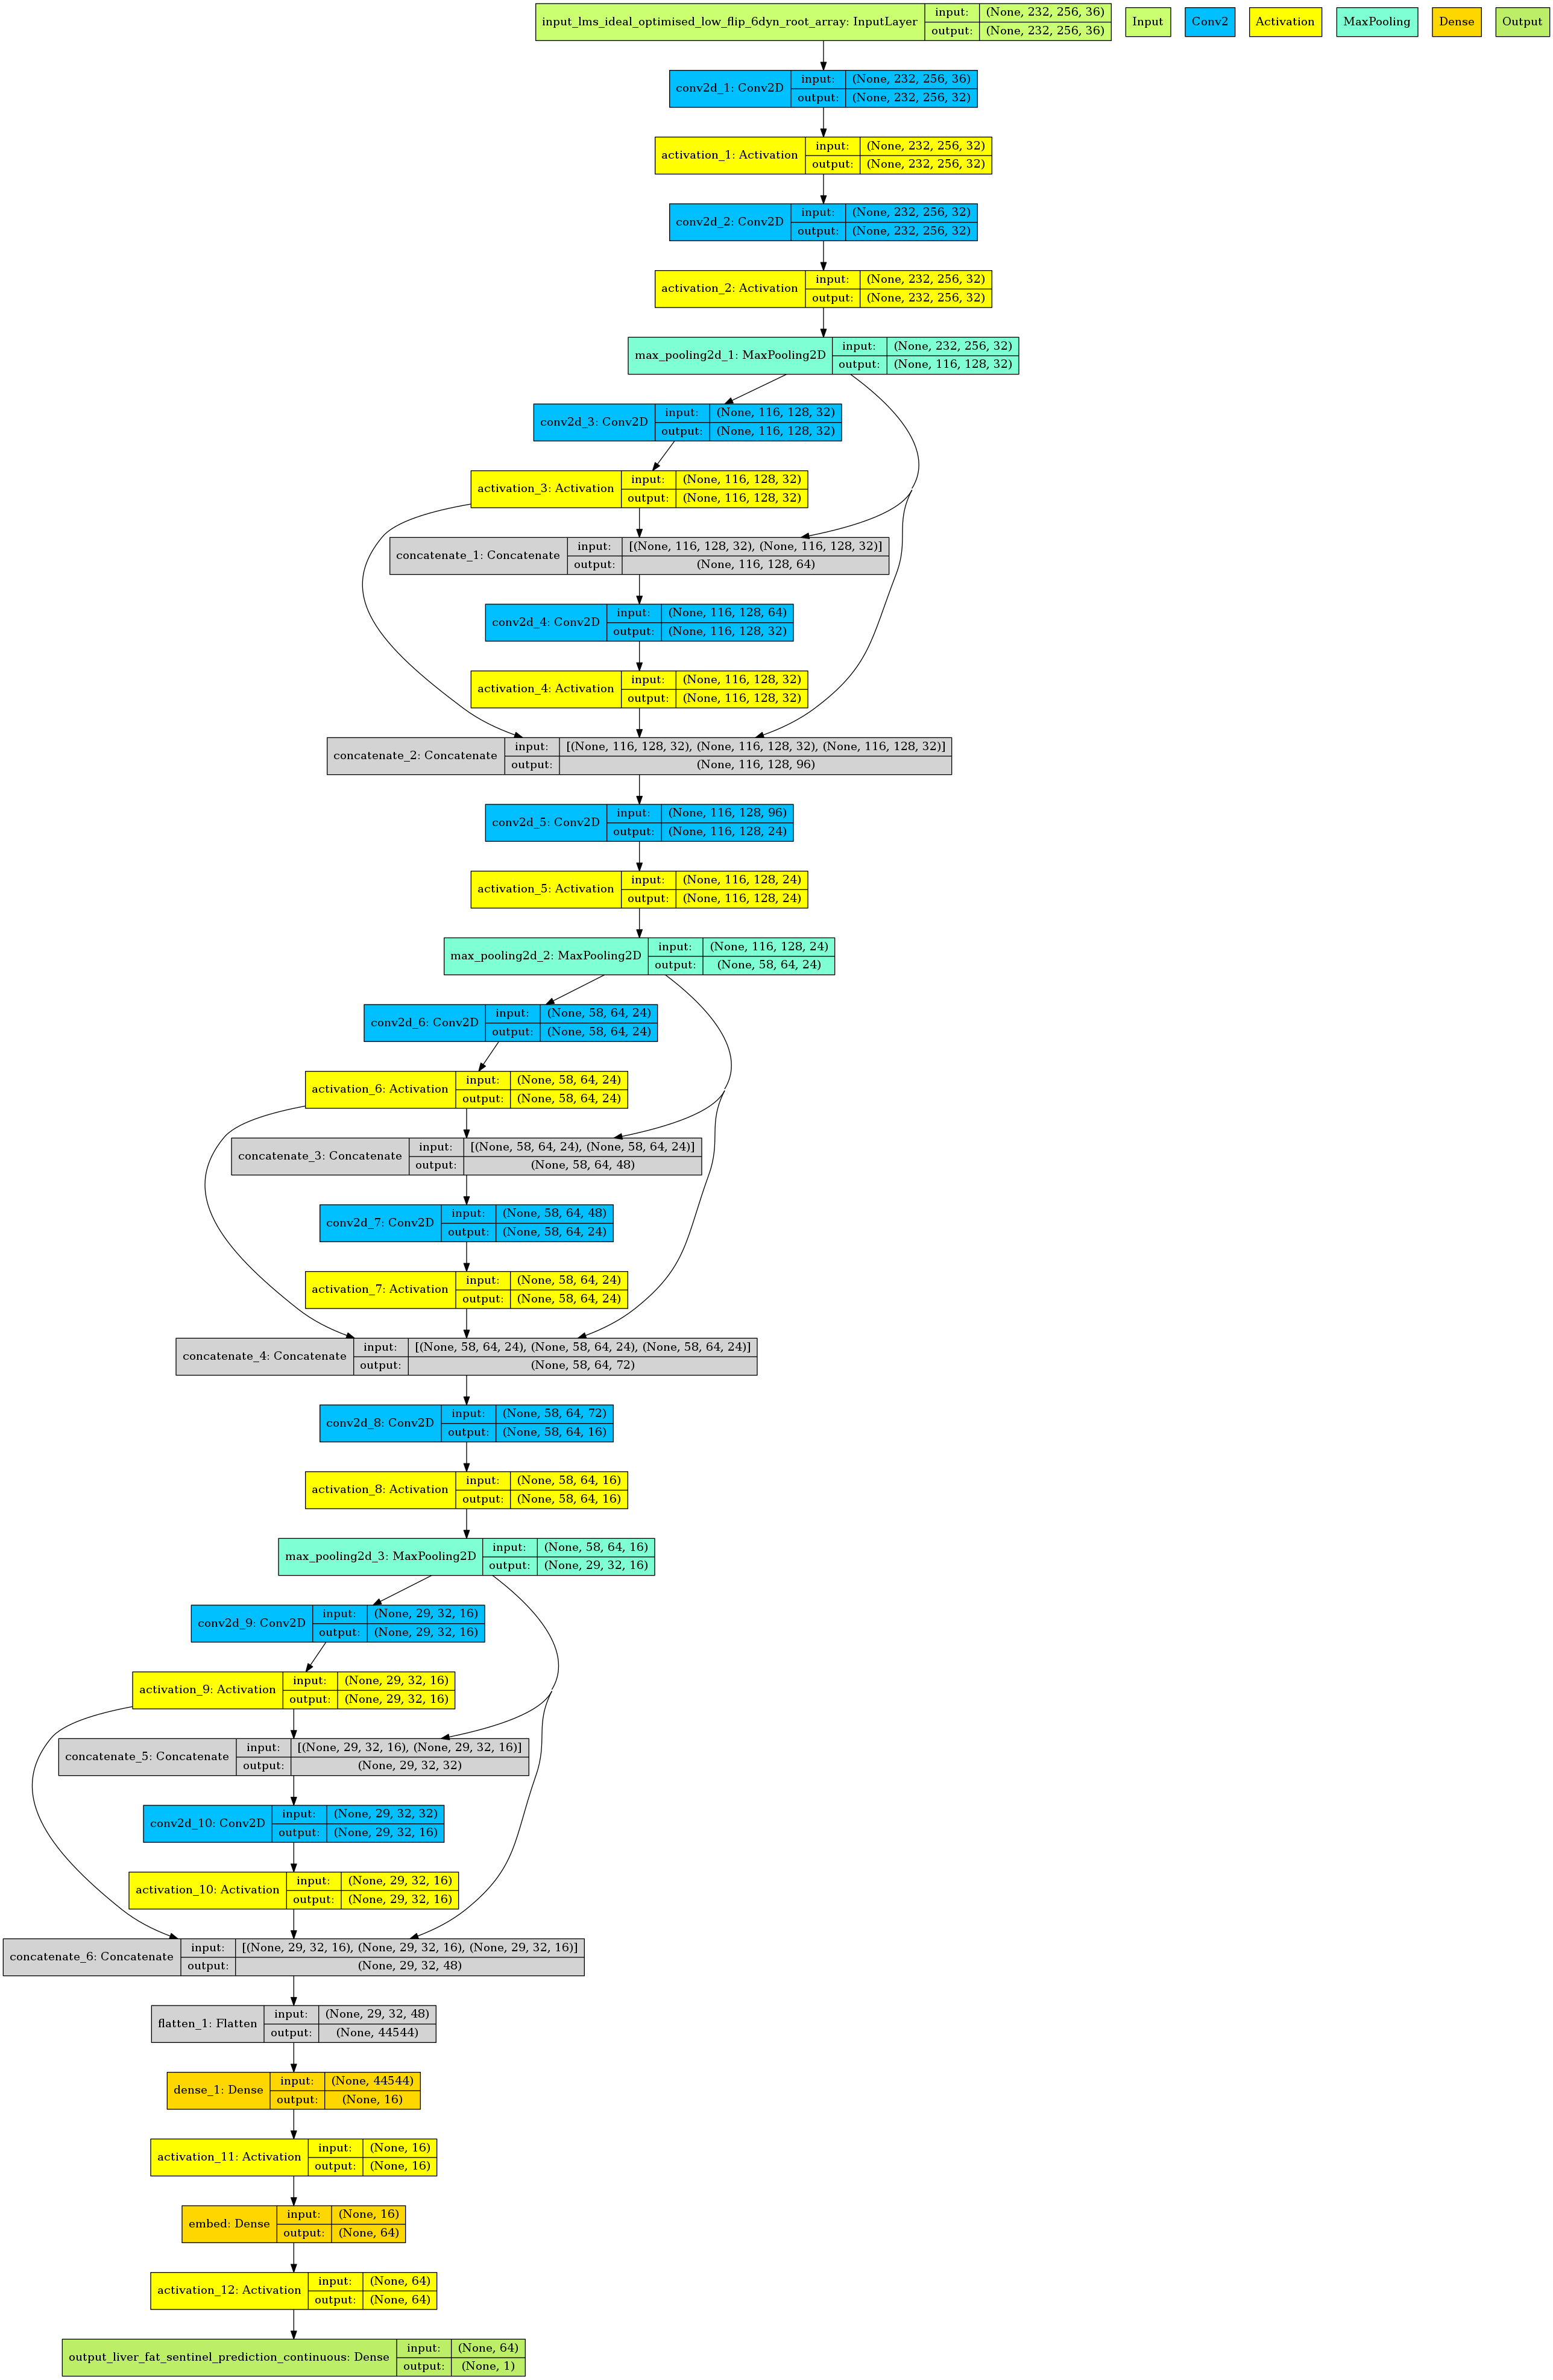 input_lms_ideal_optimised_low_flip_6dyn_root_array: InputLayer
input: (None, 232, 256, 36)
output: (None, 232, 256, 36)
Input
Conv2
Activation
MaxPooling
Dense
Output
conv2d_1: Conv2D
input: (None, 232, 256, 36)
output: (None, 232, 256, 32)
activation_1: Activation
input: (None, 232, 256, 32)
output: (None, 232, 256, 32)
conv2d_2: Conv2D
input: (None, 232, 256, 32)
output: (None, 232, 256, 32)
activation_2: Activation
input: (None, 232, 256, 32)
output: (None, 232, 256, 32)
max_pooling2d_1: MaxPooling2D
input: (None, 232, 256, 32)
output: (None, 116, 128, 32)
conv2d_3: Conv2D
input: (None, 116, 128, 32)
output: (None, 116, 128, 32)
activation_3: Activation
input: (None, 116, 128, 32)
output: (None, 116, 128, 32)
concatenate_1: Concatenate
input: [(None, 116, 128, 32), (None, 116, 128, 32)]
output: (None, 116, 128, 64)
conv2d_4: Conv2D
input: (None, 116, 128, 64)
output: (None, 116, 128, 32)
activation_4: Activation
input: (None, 116, 128, 32)
output: (None, 116, 128, 32)
concatenate_2: Concatenate
input: [(None, 116, 128, 32), (None, 116, 128, 32), (None, 116, 128, 32)]
output: (None, 116, 128, 96)
conv2d_5: Conv2D
input: (None, 116, 128, 96)
output: (None, 116, 128, 24)
activation_5: Activation
input: (None, 116, 128, 24)
output: (None, 116, 128, 24)
max_pooling2d_2: MaxPooling2D
input: (None, 116, 128, 24)
output: (None, 58, 64, 24)
conv2d_6: Conv2D
input: (None, 58, 64, 24)
output: (None, 58, 64, 24)
activation_6: Activation
input: (None, 58, 64, 24)
output: (None, 58, 64, 24)
concatenate_3: Concatenate
input: [(None, 58, 64, 24), (None, 58, 64, 24)]
output: (None, 58, 64, 48)
conv2d_7: Conv2D
input: (None, 58, 64, 48)
output: (None, 58, 64, 24)
activation_7: Activation
input: (None, 58, 64, 24)
output: (None, 58, 64, 24)
concatenate_4: Concatenate
input: [(None, 58, 64, 24), (None, 58, 64, 24), (None, 58, 64, 24)]
output: (None, 58, 64, 72)
conv2d_8: Conv2D
input: (None, 58, 64, 72)
output: (None, 58, 64, 16)
activation_8: Activation
input: (None, 58, 64, 16)
output: (None, 58, 64, 16)
max_pooling2d_3: MaxPooling2D
input: (None, 58, 64, 16)
output: (None, 29, 32, 16)
conv2d_9: Conv2D
input: (None, 29, 32, 16)
output: (None, 29, 32, 16)
activation_9: Activation
input: (None, 29, 32, 16)
output: (None, 29, 32, 16)
concatenate_5: Concatenate
input: [(None, 29, 32, 16), (None, 29, 32, 16)]
output: (None, 29, 32, 32)
conv2d_10: Conv2D
input: (None, 29, 32, 32)
output: (None, 29, 32, 16)
activation_10: Activation
input: (None, 29, 32, 16)
output: (None, 29, 32, 16)
concatenate_6: Concatenate
input: [(None, 29, 32, 16), (None, 29, 32, 16), (None, 29, 32, 16)]
output: (None, 29, 32, 48)
flatten_1: Flatten
input: (None, 29, 32, 48)
output: (None, 44544)
dense_1: Dense
input: (None, 44544)
output: (None, 16)
activation_11: Activation
input: (None, 16)
output: (None, 16)
embed: Dense
input: (None, 16)
output: (None, 64)
activation_12: Activation
input: (None, 64)
output: (None, 64)
output_liver_fat_sentinel_prediction_continuous: Dense
input: (None, 64)
output: (None, 1)